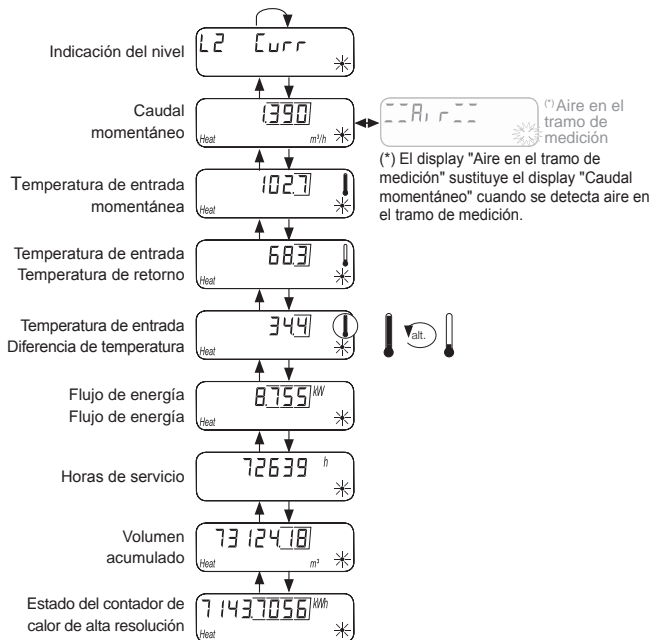 Indicación del nivel
L2 Curr
Caudal
momentáneo
1.390
Heat
m³/h
Air
(*) Aire en el
tramo de
medición
(*) El display "Aire en el tramo de
medición" sustituye el display "Caudal
momentáneo" cuando se detecta aire en
el tramo de medición.
Temperatura de entrada
momentánea
102.7
Heat
Temperatura de entrada
Temperatura de retorno
68.3
Heat
Temperatura de entrada
Diferencia de temperatura
34.4
Heat
alt.
Flujo de energía
Flujo de energía
8.755 kW
Heat
Horas de servicio
72639 h
Volumen
acumulado
73124.18
Heat
m³
Estado del contador de
calor de alta resolución
7143.7056 kWh
Heat